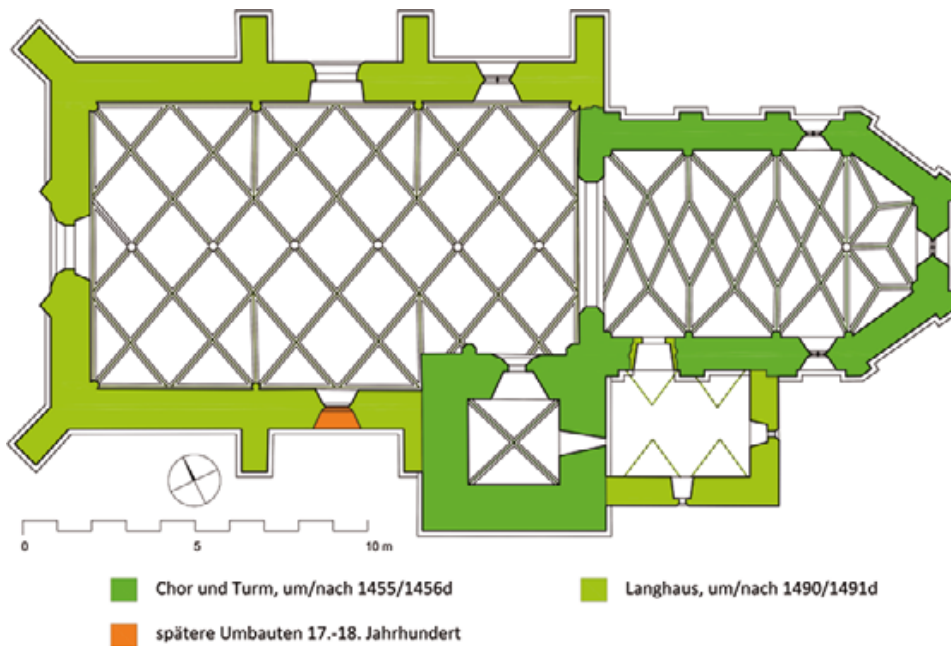 0 5 10 m
Chor und Turm, um/nach 1455/1456d
Langhaus, um/nach 1490/1491d
spätere Umbauten 17.-18. Jahrhundert